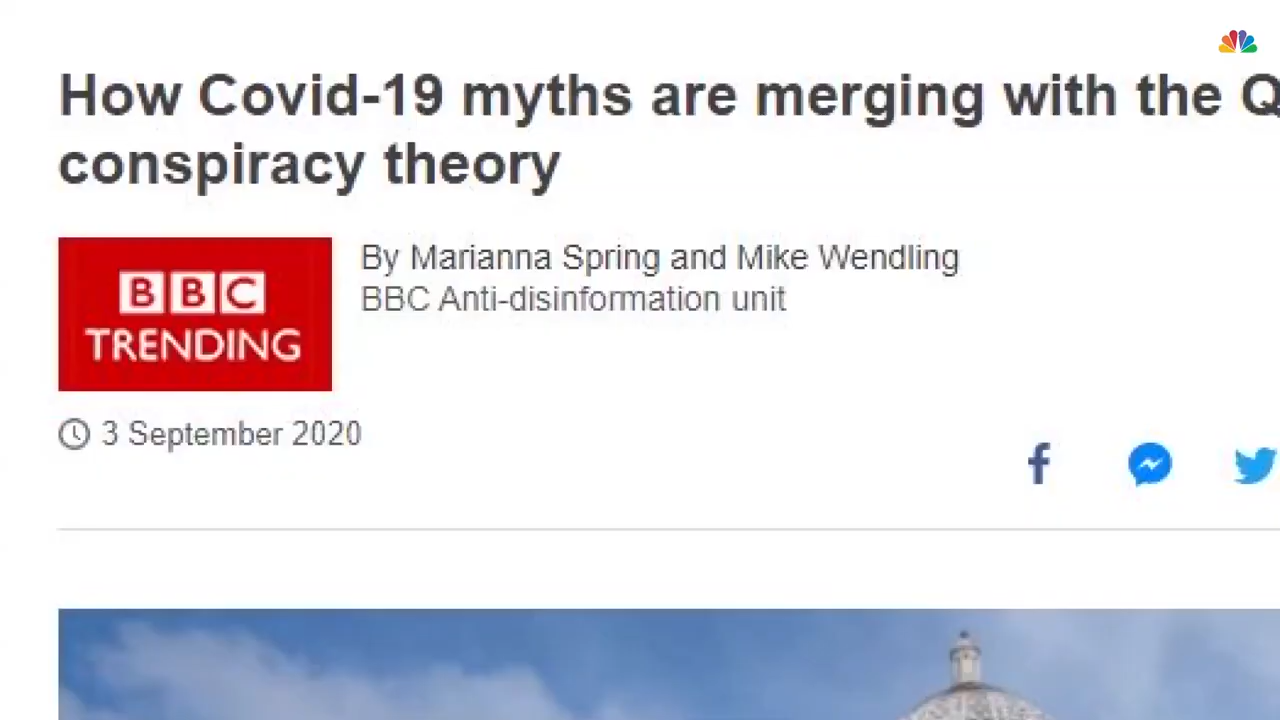 How Covid-19 myths are merging with the Q
conspiracy theory
BBC
TRENDING
By Marianna Spring and Mike Wendling
BBC Anti-disinformation unit
3 September 2020